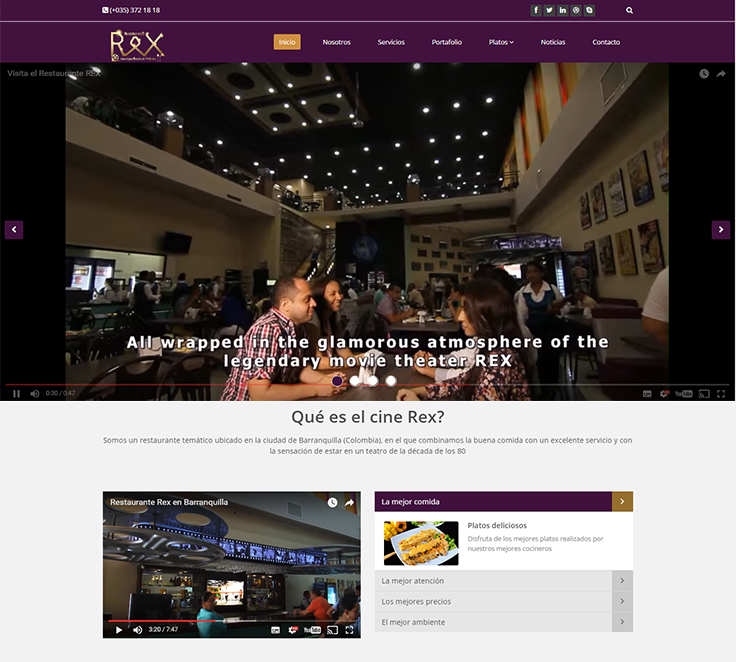 (+035) 372 18 18
Restaurante
ReX
Inicio
Nosotros
Servicios
Portafolio
Platos
Noticias
Contacto
Visita el Restaurante REX
All wrapped in the glamorous atmosphere of the
legendary movie theater REX
0:30 / 0:47
YouTube
Qué es el cine Rex?
Somos un restaurante temático ubicado en la ciudad de Barranquilla (Colombia), en el que combinamos la buena comida con un excelente servicio y con
la sensación de estar en un teatro de la década de los 80
Restaurante Rex en Barranquilla
3:20 / 7:47
YouTube
La mejor comida
Platos deliciosos
Disfruta de los mejores platos realizados por
nuestros mejores cocineros
La mejor atención
Los mejores precios
El mejor ambiente